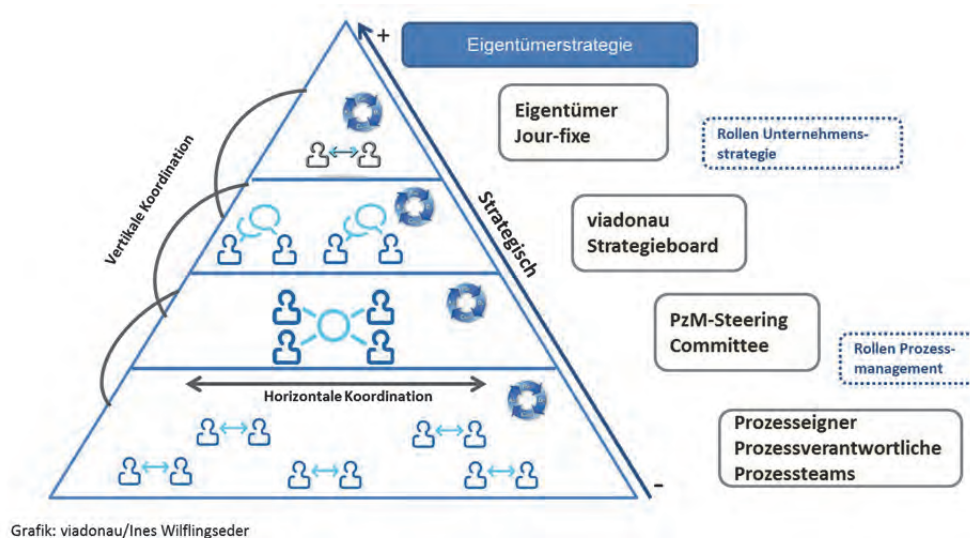 +
Eigentümerstrategie
Eigentümer
Jour-fixe
Rollen Unternehmens-
strategie
Vertikale Koordination
Strategisch
viadonau
Strategieboard
PzM-Steering
Committee
Rollen Prozess-
management
Horizontale Koordination
Prozesseigner
Prozessverantwortliche
Prozessteams
-
Grafik: viadonau/Ines Wilflingseder